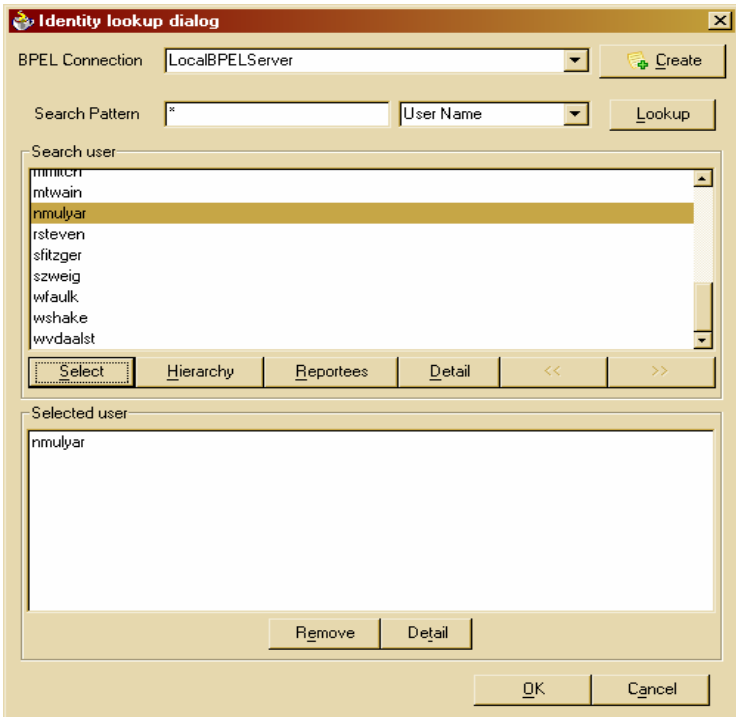 Identity lookup dialog
BPEL Connection LocalBPELServer Create
Search Pattern * User Name Lookup
Search user
mtwain
nmulyar
rsteven
sfitzger
szweig
wfaulk
wshake
wvdaalst
Select Hierarchy Reportees Detail << >>
Selected user
nmulyar
Remove Detail
OK Cancel